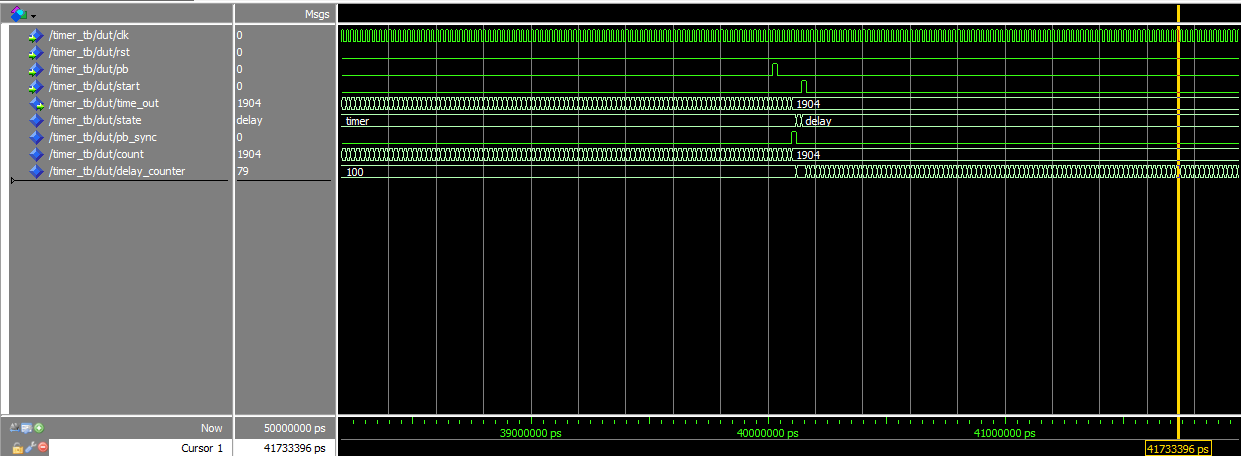 Msgs
/timer_tb/dut/clk 0
/timer_tb/dut/rst 0
/timer_tb/dut/pb 0
/timer_tb/dut/start 0
/timer_tb/dut/time_out 1904 1904
/timer_tb/dut/state delay timer delay
/timer_tb/dut/pb_sync 0
/timer_tb/dut/count 1904 1904
/timer_tb/dut/delay_counter 79 100
Now 50000000 ps 39000000 ps 40000000 ps 41000000 ps
Cursor 1 41733396 ps 41733396 ps